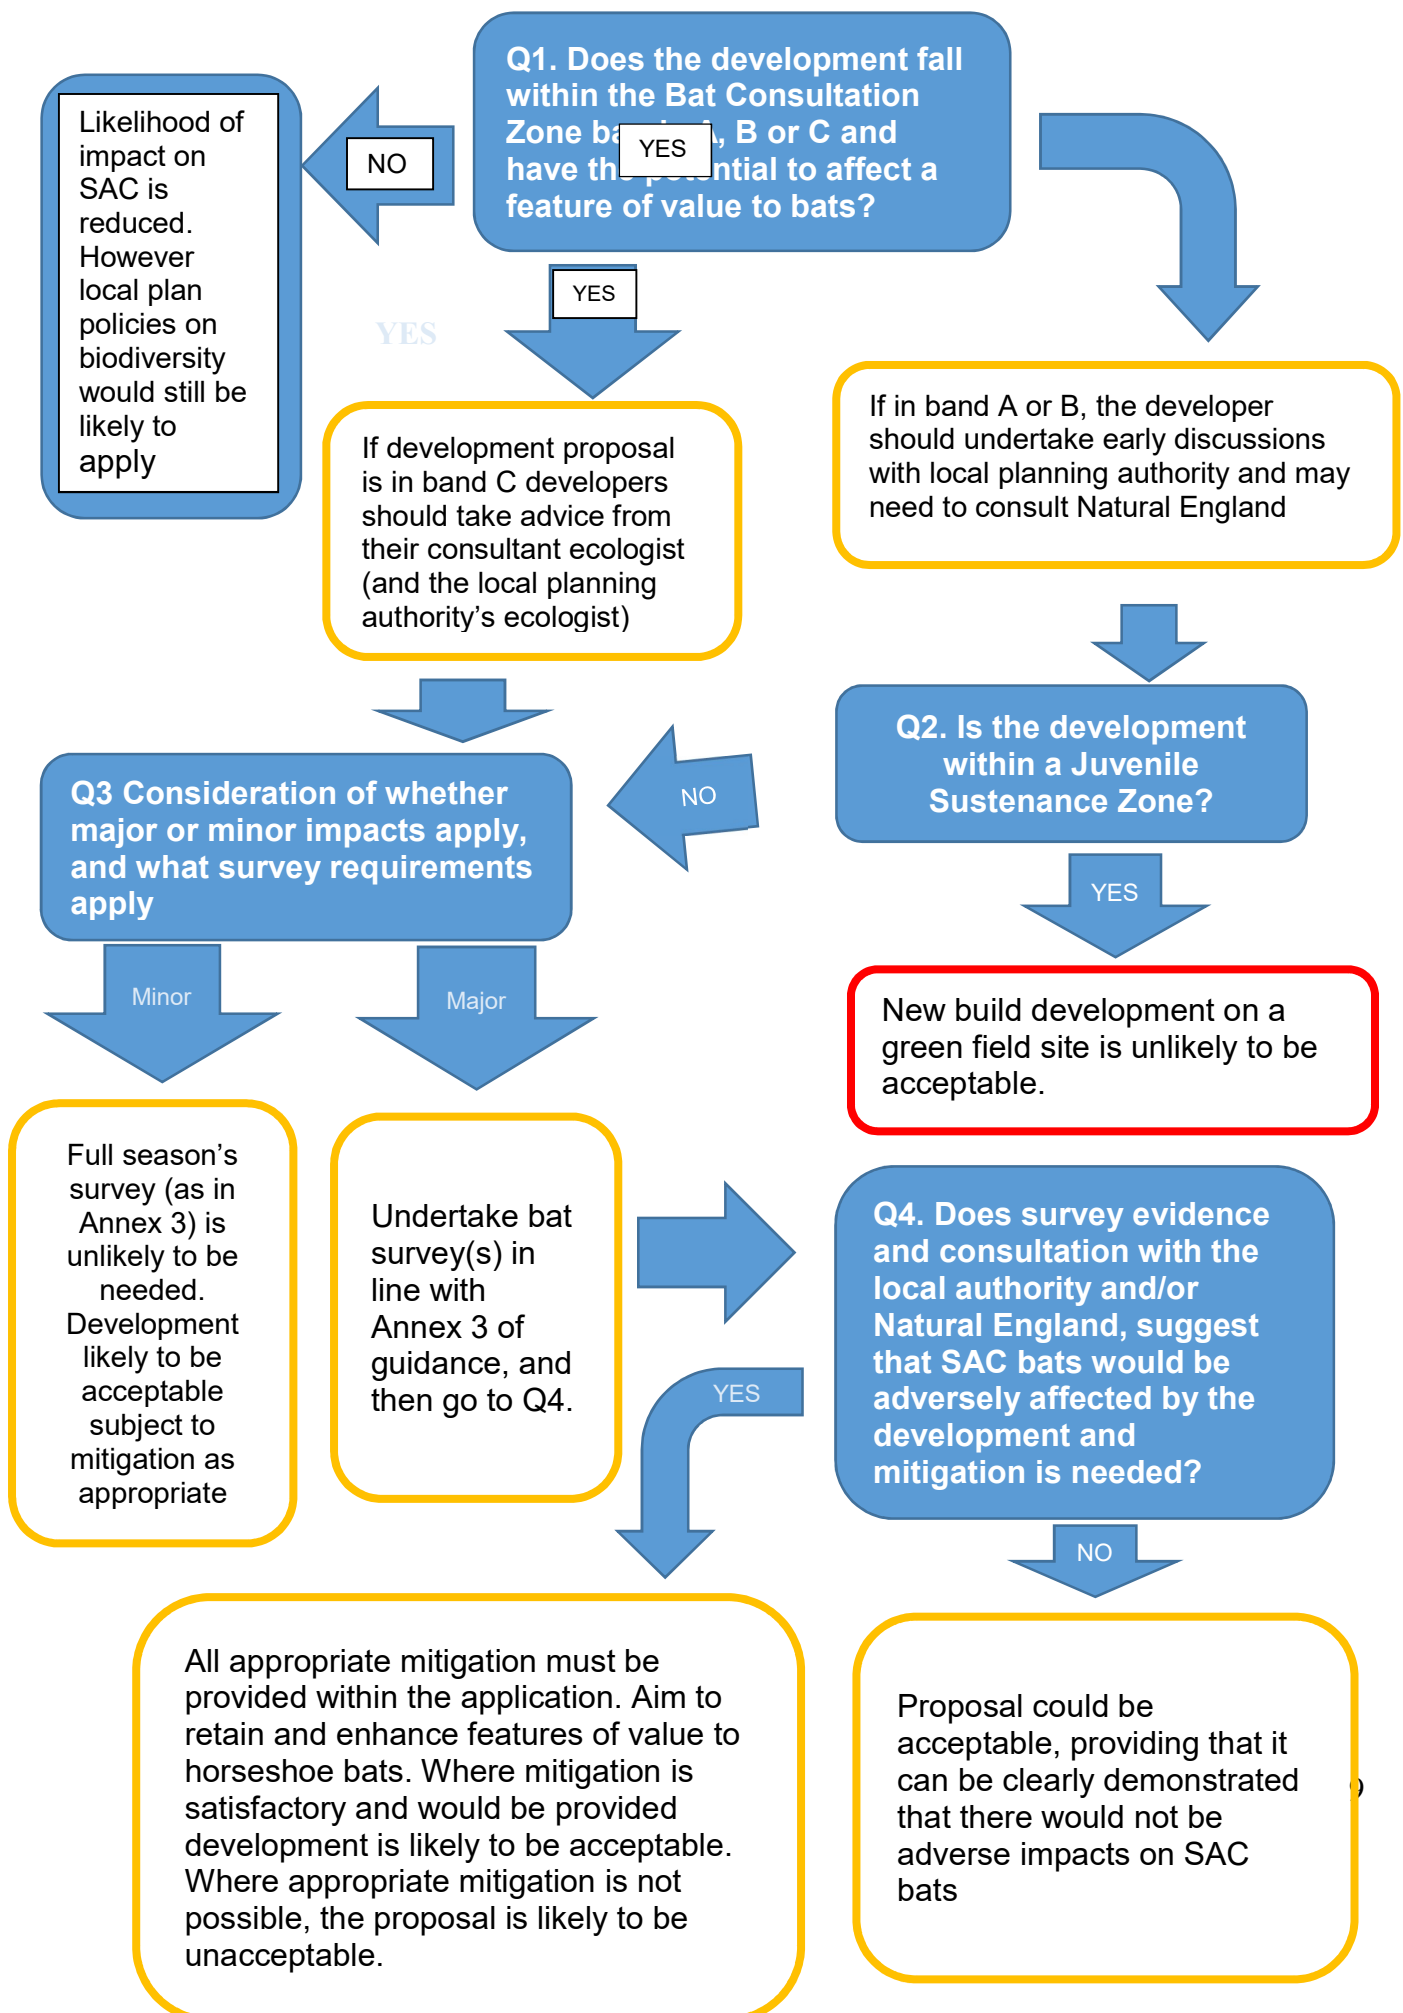 Q1. Does the development fall
within the Bat Consultation
Zone A, B or C and
have the potential to affect a
feature of value to bats?
YES
NO
Likelihood of
impact on
SAC is
reduced.
However
local plan
policies on
biodiversity
would still be
likely to
apply
YES
YES
If development proposal
is in band C developers
should take advice from
their consultant ecologist
(and the local planning
authority’s ecologist)
If in band A or B, the developer
should undertake early discussions
with local planning authority and may
need to consult Natural England
Q2. Is the development
within a Juvenile
Sustenance Zone?
NO
YES
Q3 Consideration of whether
major or minor impacts apply,
and what survey requirements
apply
Minor
Major
New build development on a
green field site is unlikely to be
acceptable.
Full season’s
survey (as in
Annex 3) is
unlikely to be
needed.
Development
likely to be
acceptable
subject to
mitigation as
appropriate
Undertake bat
survey(s) in
line with
Annex 3 of
guidance, and
then go to Q4.
Q4. Does survey evidence
and consultation with the
local authority and/or
Natural England, suggest
that SAC bats would be
adversely affected by the
development and
mitigation is needed?
YES
NO
All appropriate mitigation must be
provided within the application. Aim to
retain and enhance features of value to
horseshoe bats. Where mitigation is
satisfactory and would be provided
development is likely to be acceptable.
Where appropriate mitigation is not
possible, the proposal is likely to be
unacceptable.
Proposal could be
acceptable, providing that it
can be clearly demonstrated
that there would not be
adverse impacts on SAC
bats